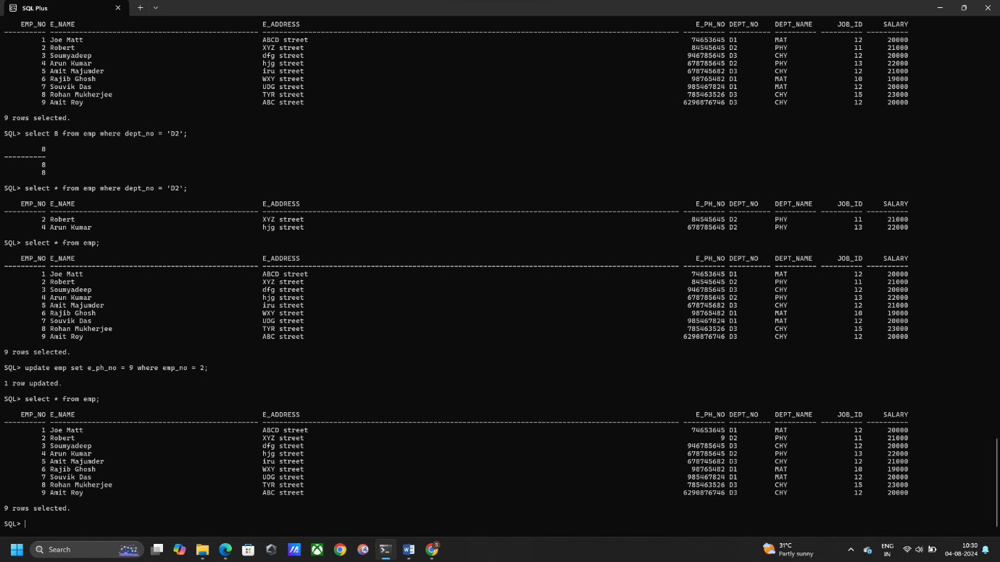 SQL Plus
EMP_NO E_NAME E_ADDRESS E_PH_NO DEPT_NO DEPT_NAME JOB_ID SALARY
1 Joe Matt ABCD street 74653645 D1 MAT 12 20000
2 Robert XYZ street 84545645 D2 PHY 11 21000
3 Soumyadeep dfg street 946785645 D3 CHY 12 20000
4 Arun Kumar hjg street 678785645 D2 PHY 13 22000
5 Amit Majumder iru street 678745682 D3 CHY 12 21000
6 Rajib Ghosh WXY street 98765482 D1 MAT 10 19000
7 Souvik Das UDG street 985467824 D1 MAT 12 20000
8 Rohan Mukherjee TYR street 785463526 D3 CHY 15 23000
9 Amit Roy ABC street 6290876746 D3 CHY 12 20000
9 rows selected.
SQL> select 8 from emp where dept_no = 'D2';
8
----------
8
8
SQL> select * from emp where dept_no = 'D2';
EMP_NO E_NAME E_ADDRESS E_PH_NO DEPT_NO DEPT_NAME JOB_ID SALARY
2 Robert XYZ street 84545645 D2 PHY 11 21000
4 Arun Kumar hjg street 678785645 D2 PHY 13 22000
SQL> select * from emp;
EMP_NO E_NAME E_ADDRESS E_PH_NO DEPT_NO DEPT_NAME JOB_ID SALARY
1 Joe Matt ABCD street 74653645 D1 MAT 12 20000
2 Robert XYZ street 84545645 D2 PHY 11 21000
3 Soumyadeep dfg street 946785645 D3 CHY 12 20000
4 Arun Kumar hjg street 678785645 D2 PHY 13 22000
5 Amit Majumder iru street 678745682 D3 CHY 12 21000
6 Rajib Ghosh WXY street 98765482 D1 MAT 10 19000
7 Souvik Das UDG street 985467824 D1 MAT 12 20000
8 Rohan Mukherjee TYR street 785463526 D3 CHY 15 23000
9 Amit Roy ABC street 6290876746 D3 CHY 12 20000
9 rows selected.
SQL> update emp set e_ph_no = 9 where emp_no = 2;
1 row updated.
SQL> select * from emp;
EMP_NO E_NAME E_ADDRESS E_PH_NO DEPT_NO DEPT_NAME JOB_ID SALARY
1 Joe Matt ABCD street 74653645 D1 MAT 12 20000
2 Robert XYZ street 9 D2 PHY 11 21000
3 Soumyadeep dfg street 946785645 D3 CHY 12 20000
4 Arun Kumar hjg street 678785645 D2 PHY 13 22000
5 Amit Majumder iru street 678745682 D3 CHY 12 21000
6 Rajib Ghosh WXY street 98765482 D1 MAT 10 19000
7 Souvik Das UDG street 985467824 D1 MAT 12 20000
8 Rohan Mukherjee TYR street 785463526 D3 CHY 15 23000
9 Amit Roy ABC street 6290876746 D3 CHY 12 20000
9 rows selected.
SQL>
Search
31°C
Partly sunny
ENG
IN
10:30
04-08-2024